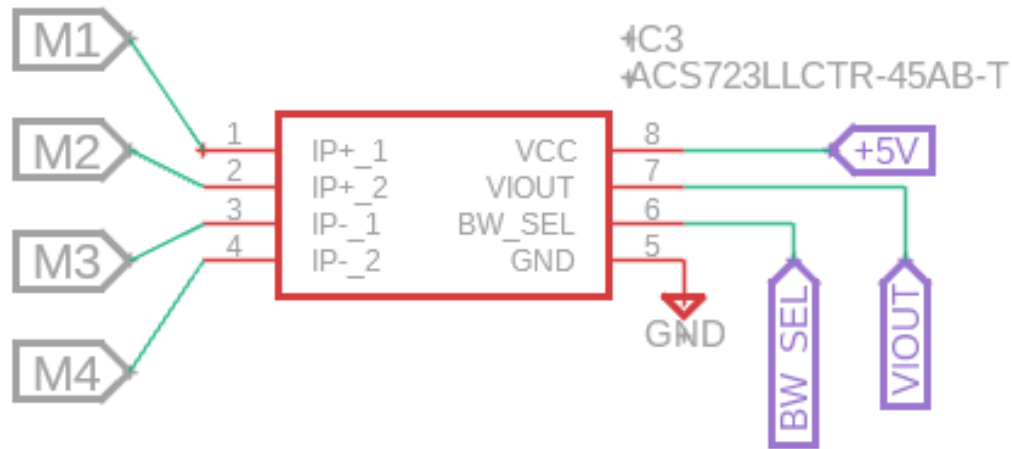 M1
M2
M3
M4
IC3
ACS723LLCTR-45AB-T
1
2
3
4
IP+_1
IP+_2
IP-_1
IP-_2
VCC
VIOUT
BW_SEL
GND
8
7
6
5
+5V
GND
BW_SEL
VIOUT